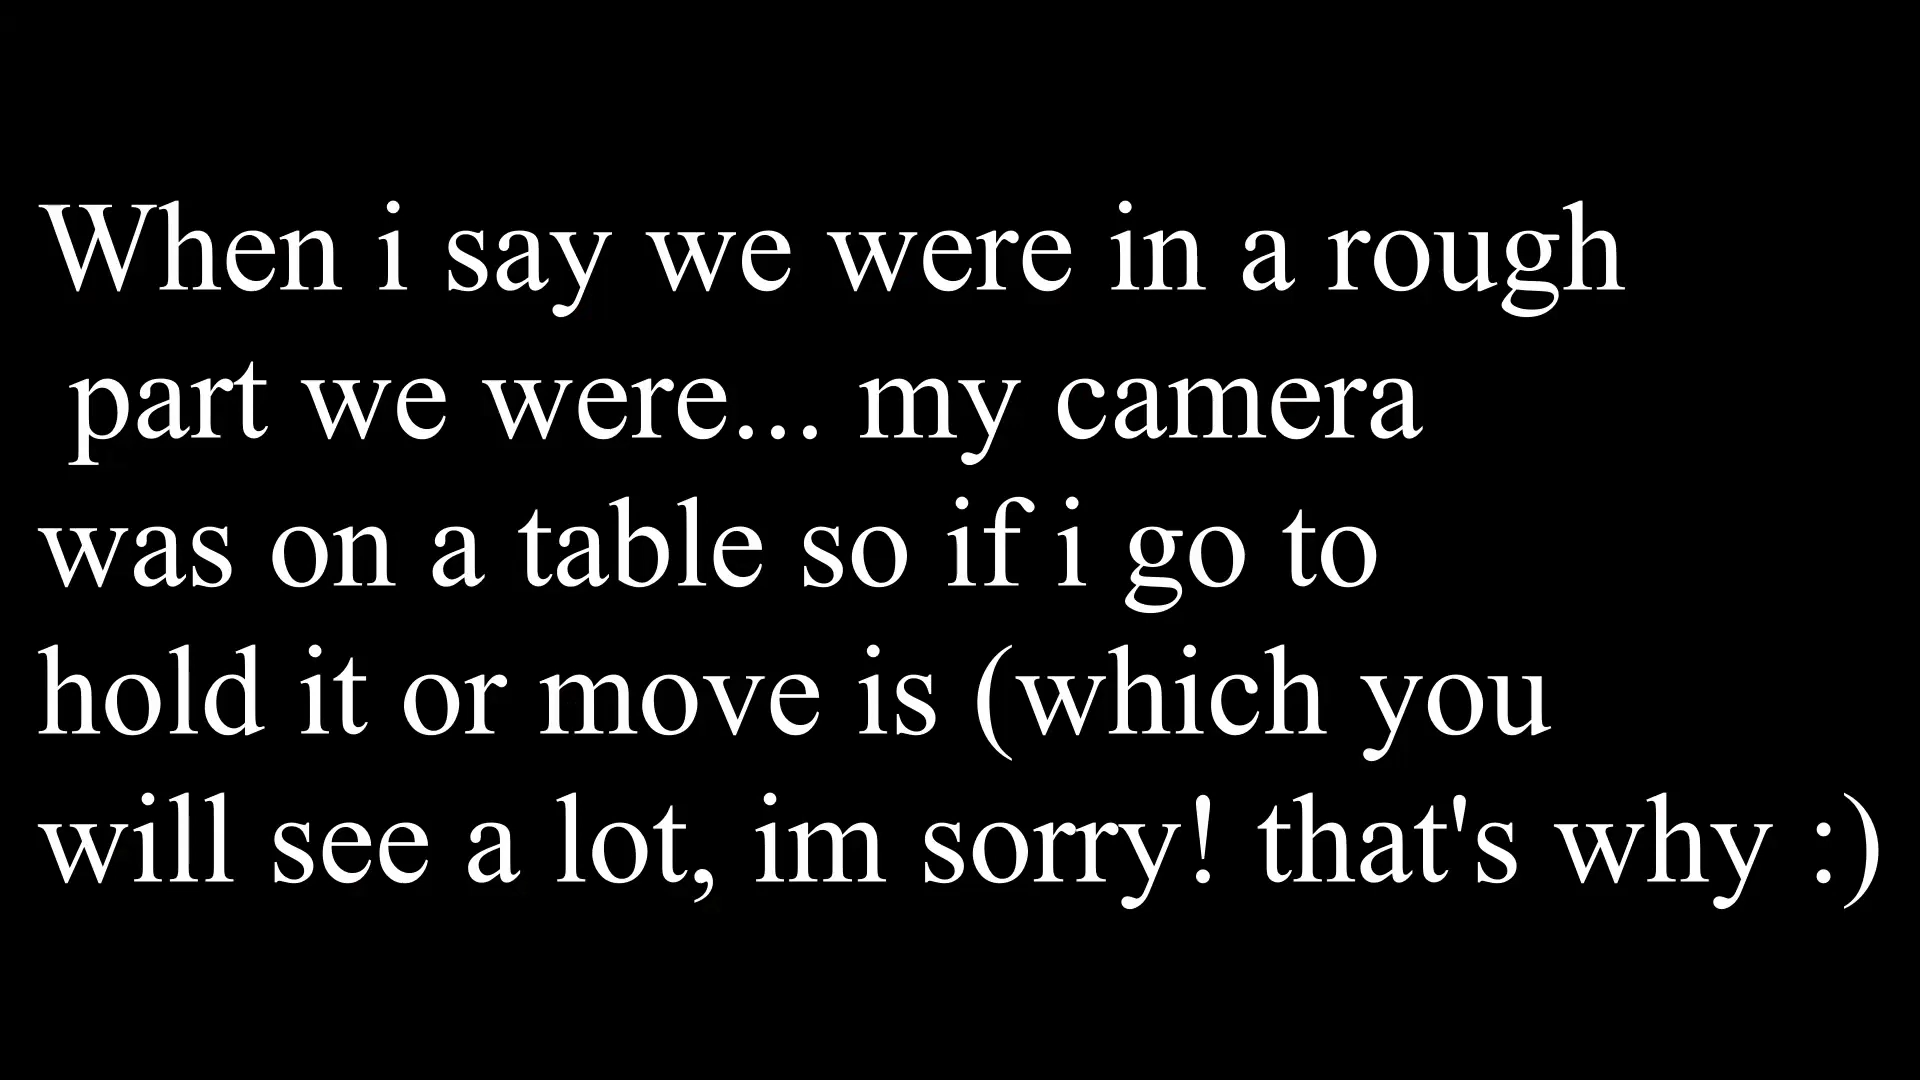 When i say we were in a rough
part we were... my camera
was on a table so if i go to
hold it or move is (which you
will see a lot, im sorry! that's why :)